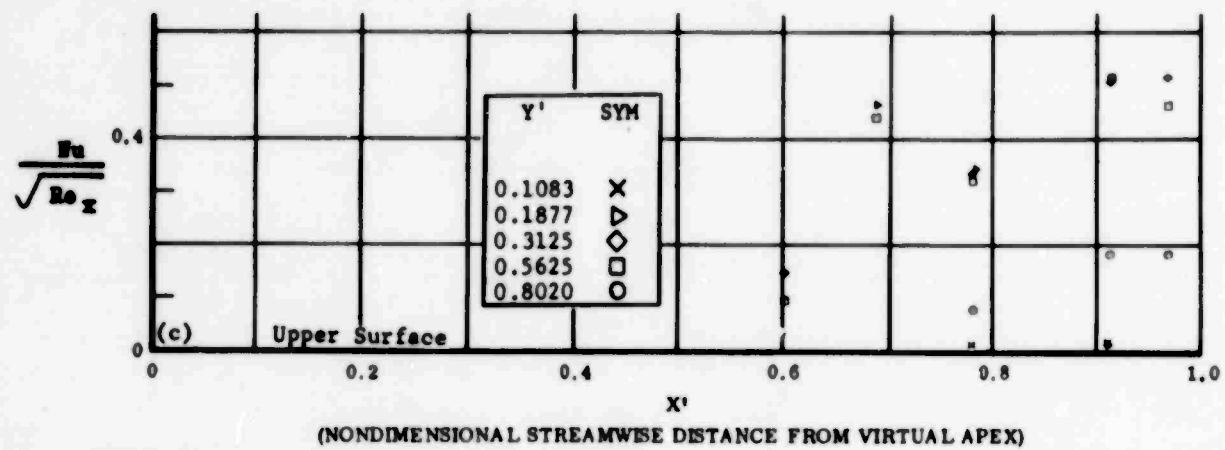 0.4
Nu
√Re x
Y' SYM
0.1083
0.1877
0.3125
0.5625
0.8020
(c) Upper Surface
0
0 0.2 0.4 0.6 0.8 1.0
X'
(NONDIMENSIONAL STREAMWISE DISTANCE FROM VIRTUAL APEX)